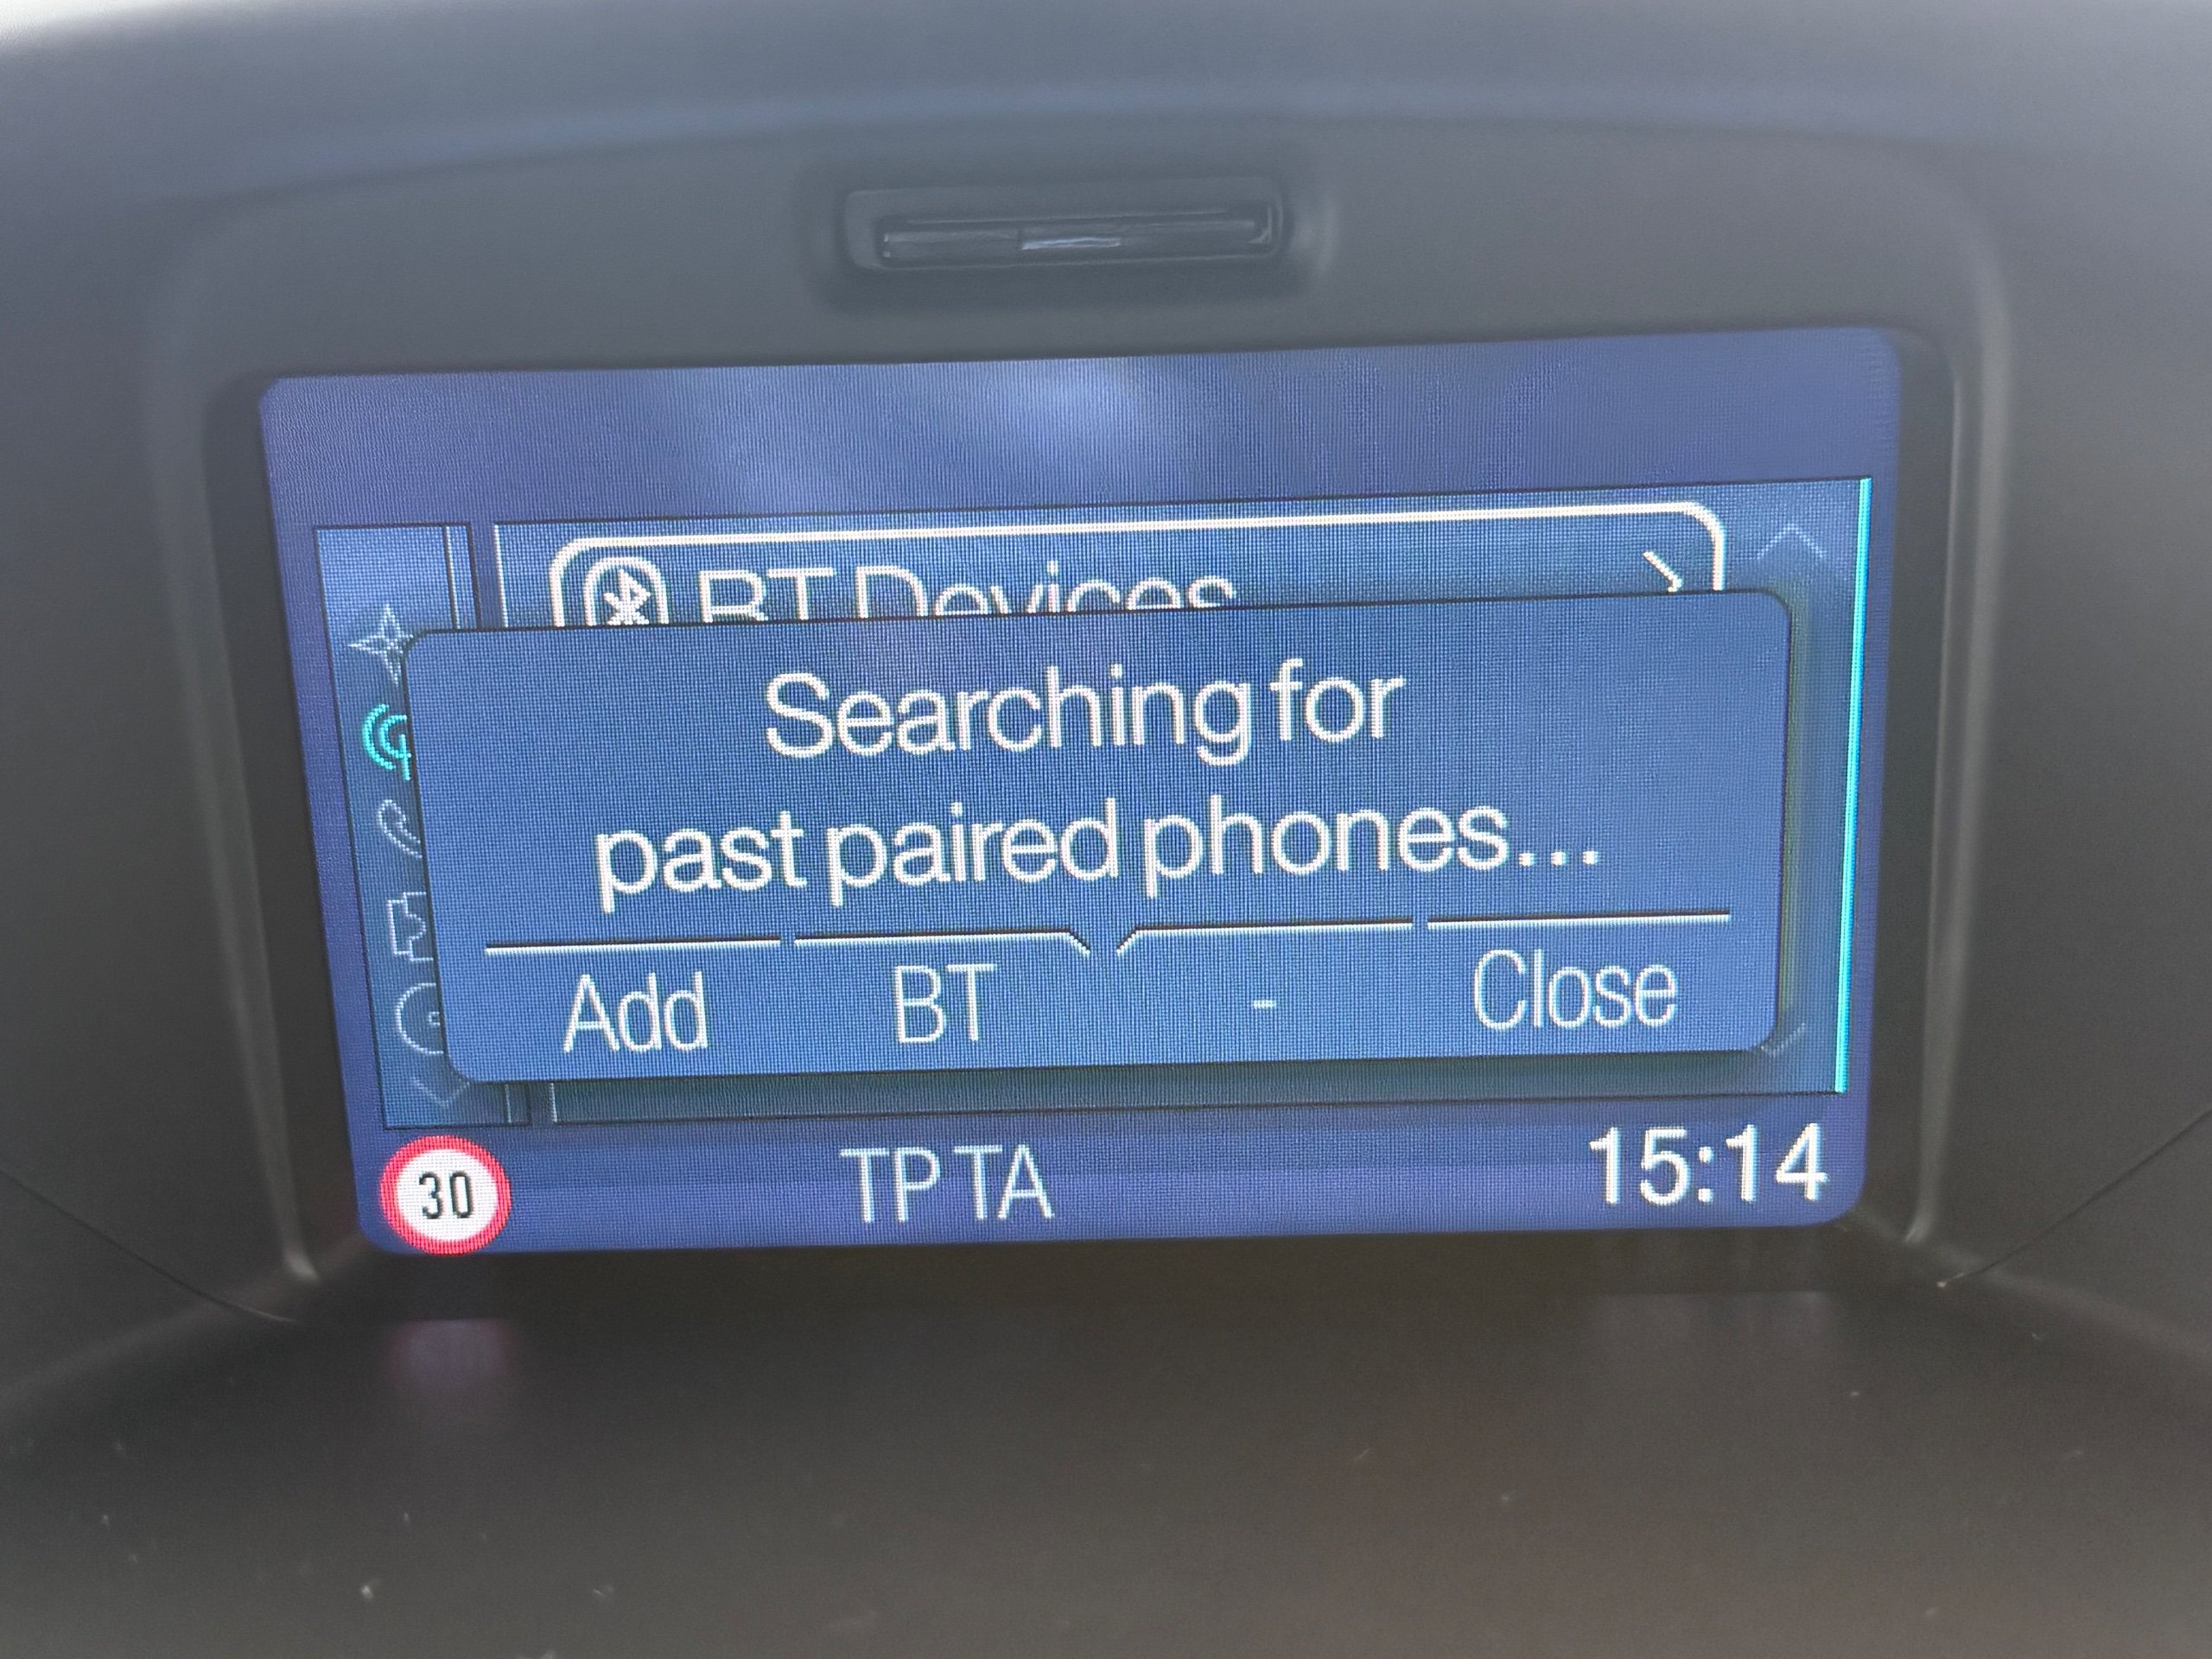 BT Devices
Searching for
past paired phones...
Add BT - Close
30 TP TA 15:14